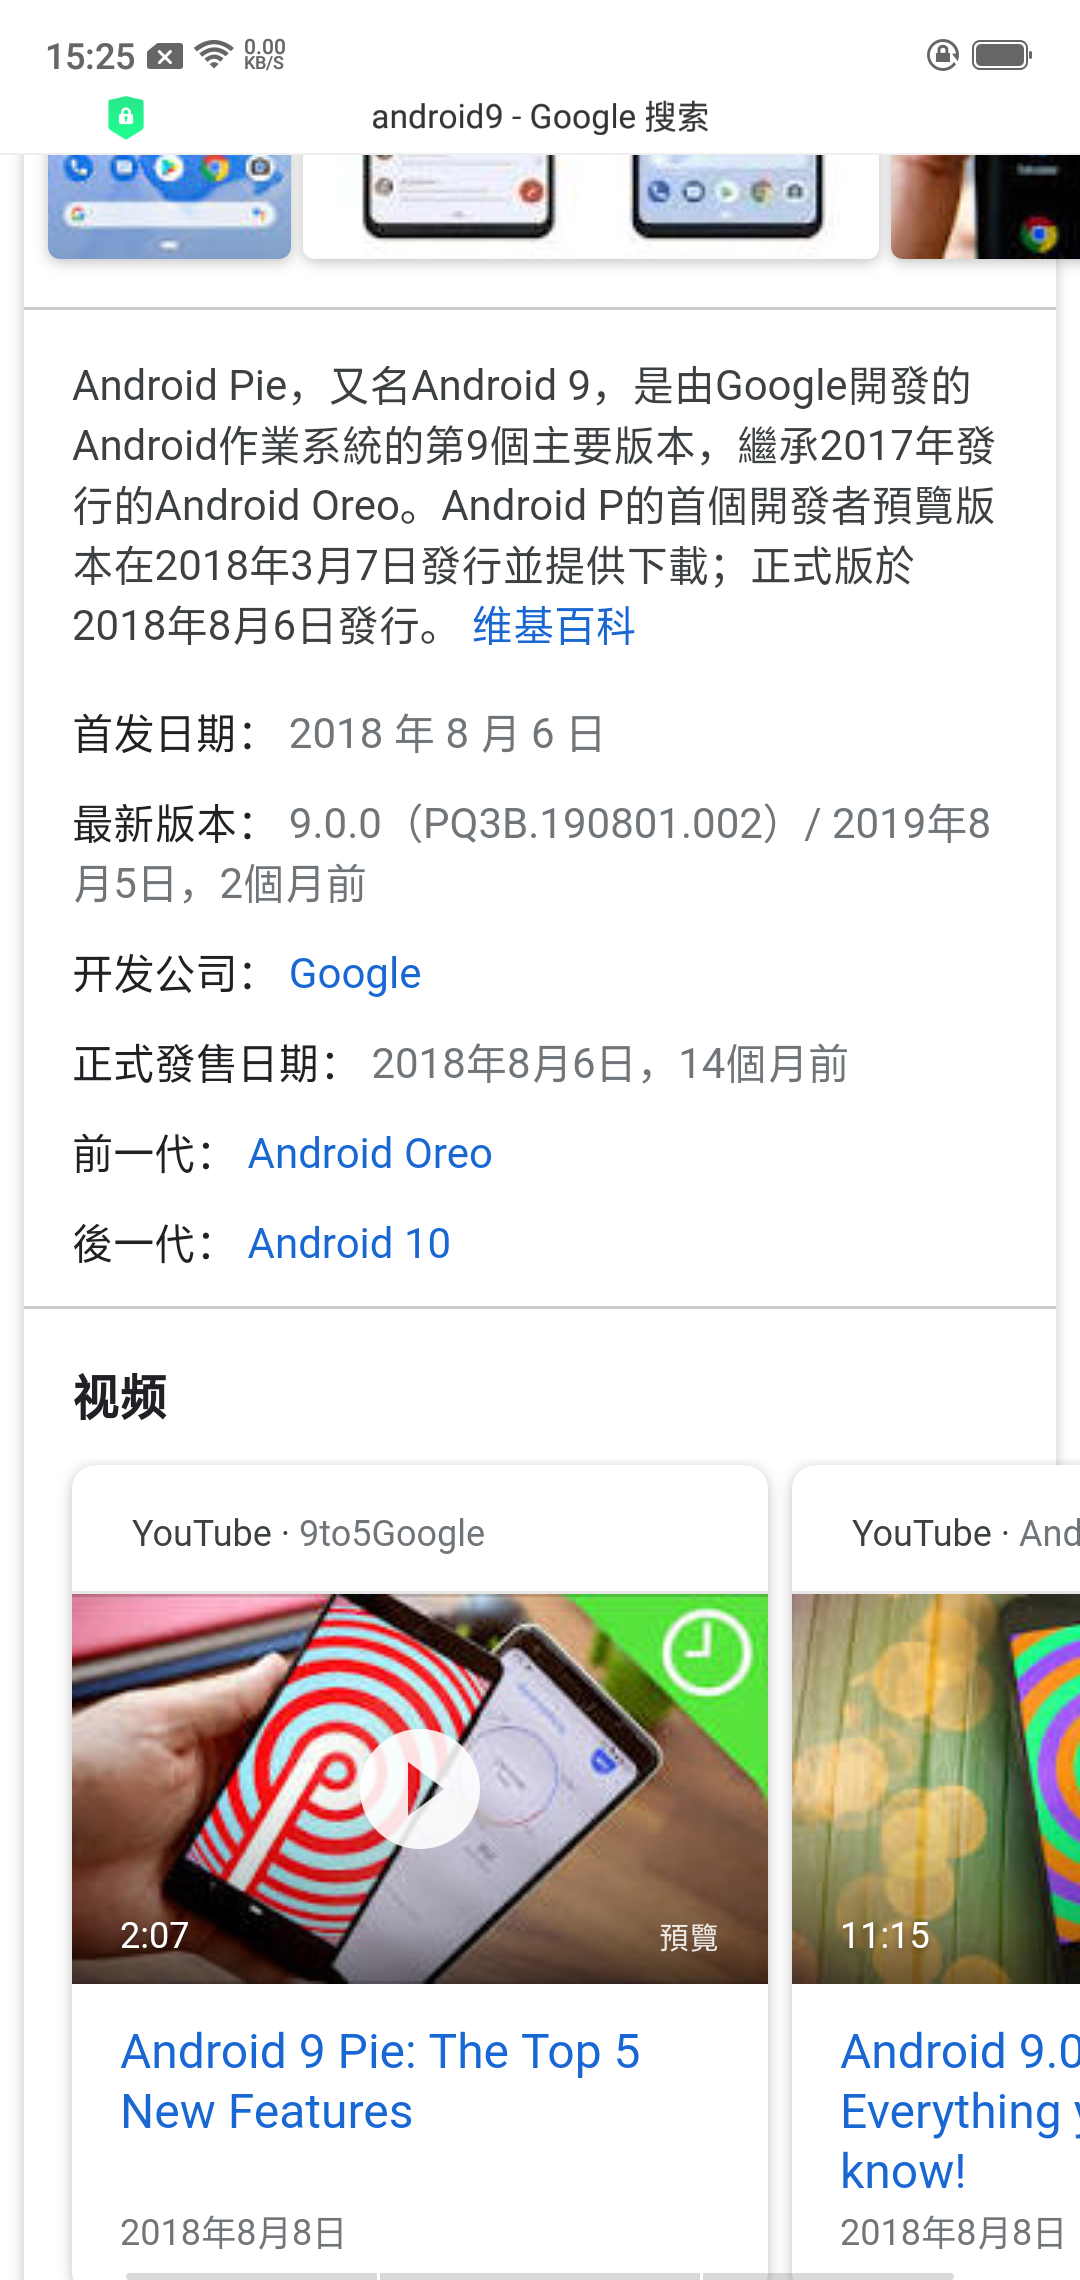 15:25 0.00 KB/S
android9 - Google 搜索
Android Pie，又名Android 9，是由Google開發的
Android作業系統的第9個主要版本，繼承2017年發
行的Android Oreo。Android P的首個開發者預覽版
本在2018年3月7日發行並提供下載；正式版於
2018年8月6日發行。 维基百科
首发日期： 2018 年 8 月 6 日
最新版本： 9.0.0（PQ3B.190801.002） / 2019年8
月5日，2個月前
开发公司： Google
正式發售日期： 2018年8月6日，14個月前
前一代： Android Oreo
後一代： Android 10
视频
YouTube · 9to5Google
2:07
預覽
Android 9 Pie: The Top 5
New Features
2018年8月8日
YouTube · And
11:15
Android 9.0
Everything
know!
2018年8月8日